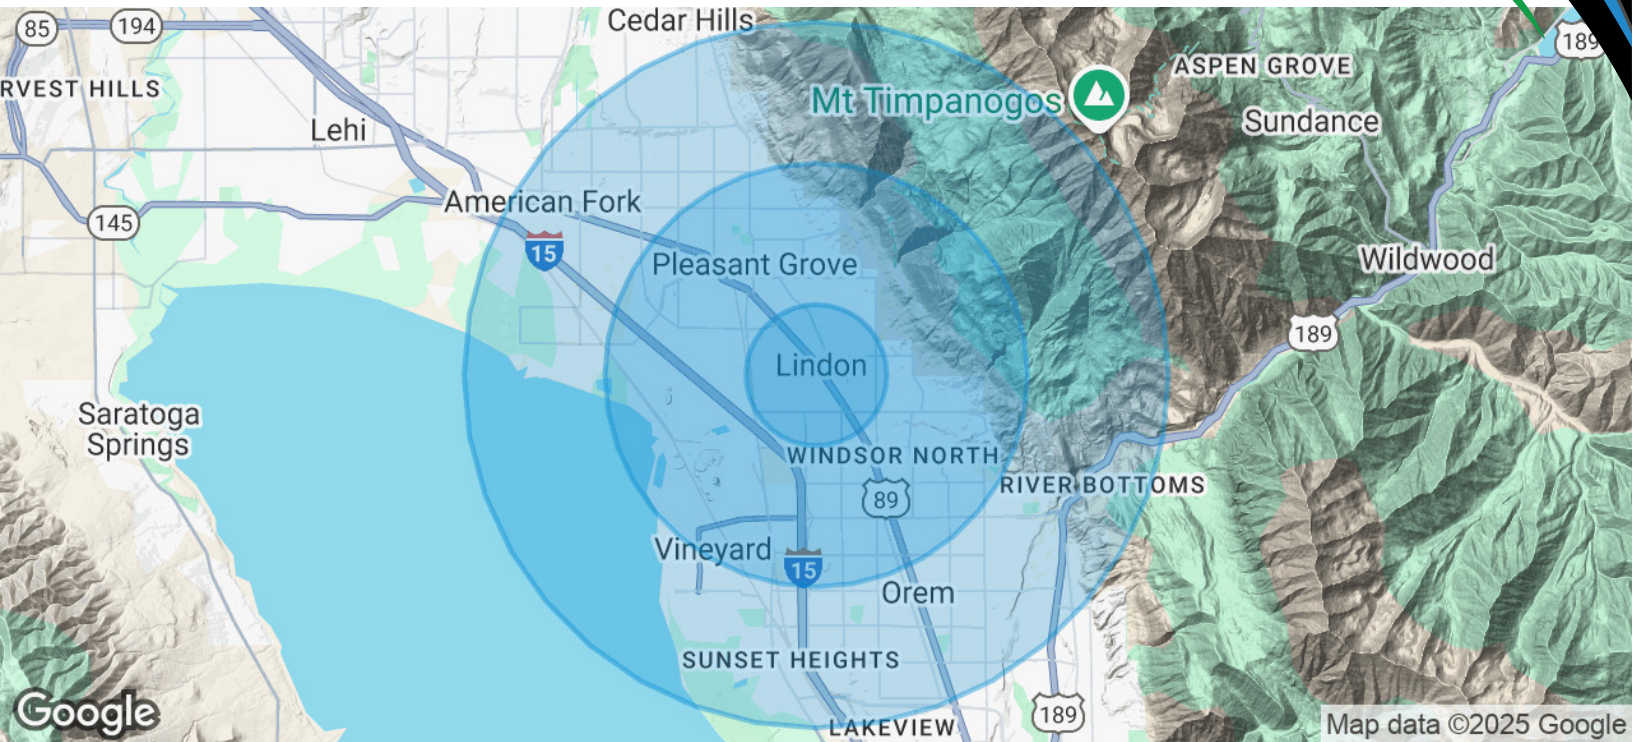 85
194
Cedar Hills
189
RVEST HILLS
ASPEN GROVE
Mt Timpanogos
Lehi
Sundance
American Fork
145
15
Pleasant Grove
Wildwood
189
Lindon
Saratoga
Springs
WINDSOR NORTH
RIVER BOTTOMS
89
Vineyard
15
Orem
SUNSET HEIGHTS
Google
189
LAKEVIEW
Map data ©2025 Google